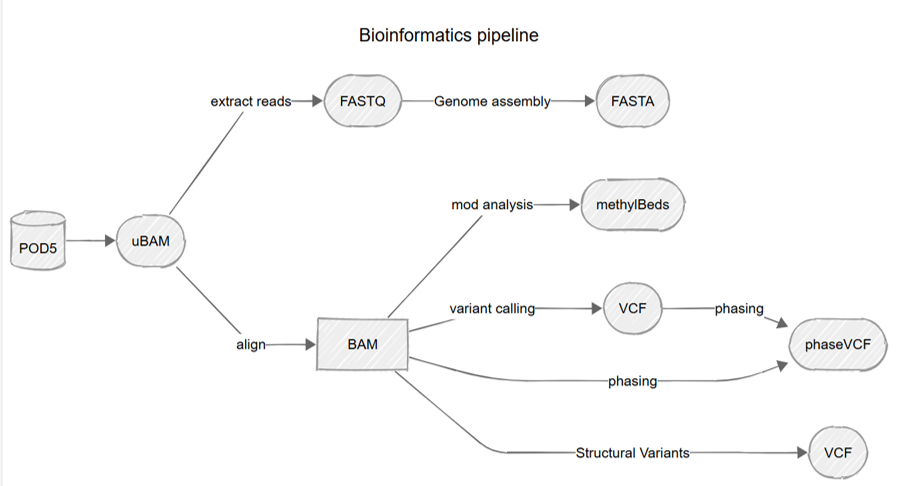 Bioinformatics pipeline
extract reads
FASTQ
Genome assembly
FASTA
mod analysis
methylBeds
POD5
uBAM
variant calling
VCF
phasing
align
BAM
phaseVCF
phasing
Structural Variants
VCF